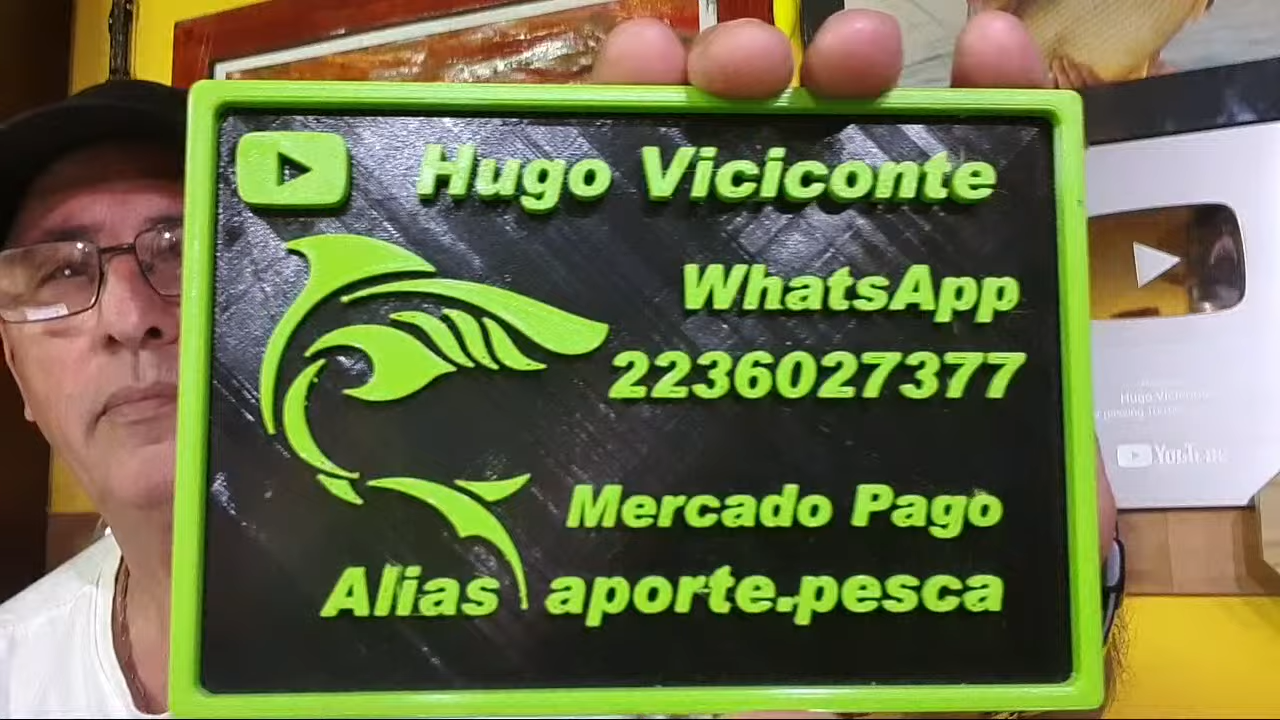 Hugo Viciconte
WhatsApp
2236027377
Mercado Pago
Alias aporte.pesca
YouTube